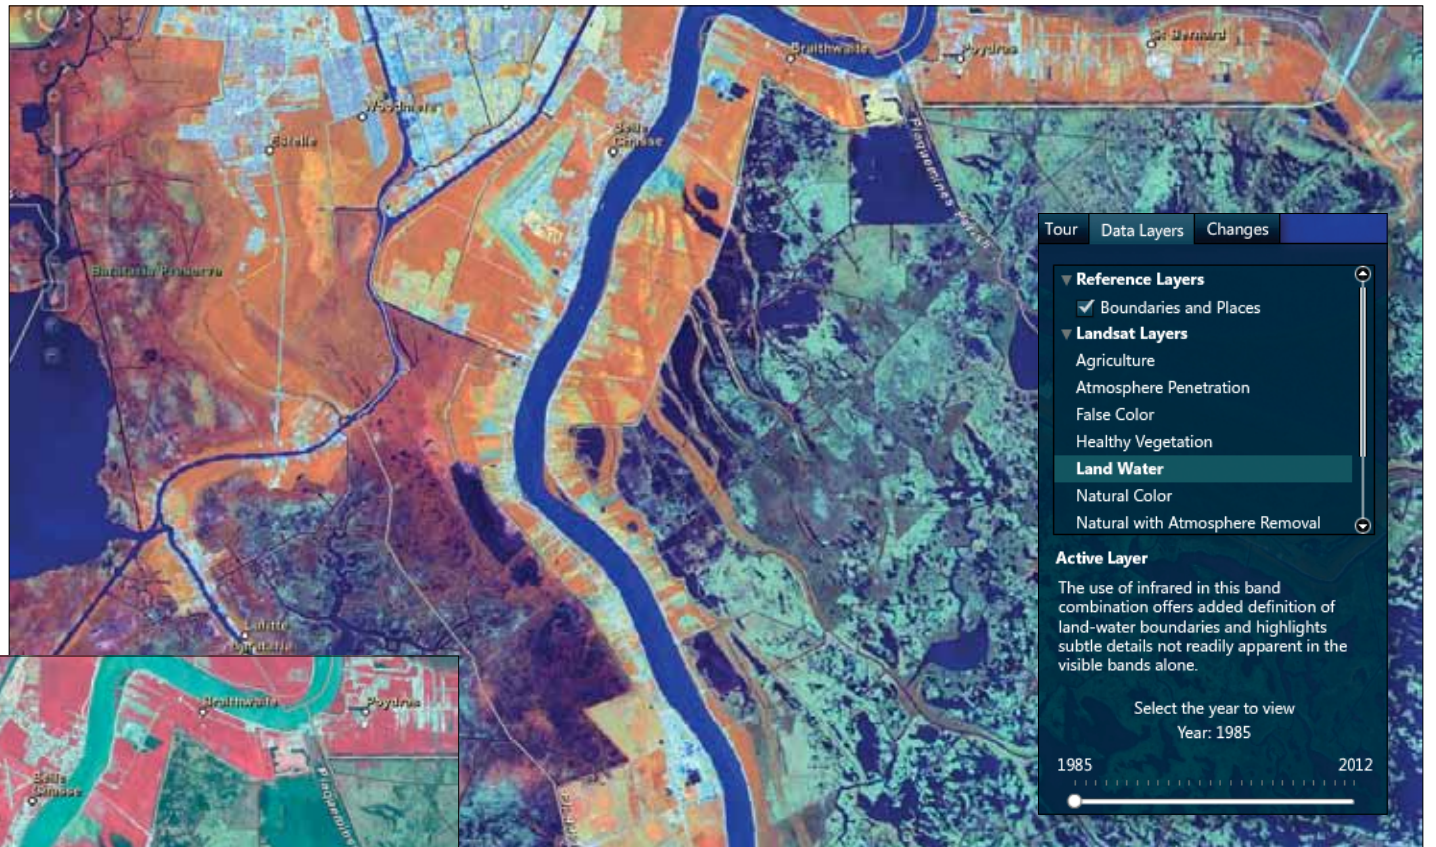 Braithwaite
Poydras
St Bernard
Woodmere
Estelle
Belle
Chasse
Plaquemines Parish
Barataria Preserve
Lafitte
Barataria
Tour
Data Layers
Changes
Reference Layers
Boundaries and Places
Landsat Layers
Agriculture
Atmosphere Penetration
False Color
Healthy Vegetation
Land Water
Natural Color
Natural with Atmosphere Removal
Active Layer
The use of infrared in this band
combination offers added definition of
land-water boundaries and highlights
subtle details not readily apparent in the
visible bands alone.
Select the year to view
Year: 1985
1985 2012
Braithwaite
Poydras
Belle
Chasse
Plaquemin